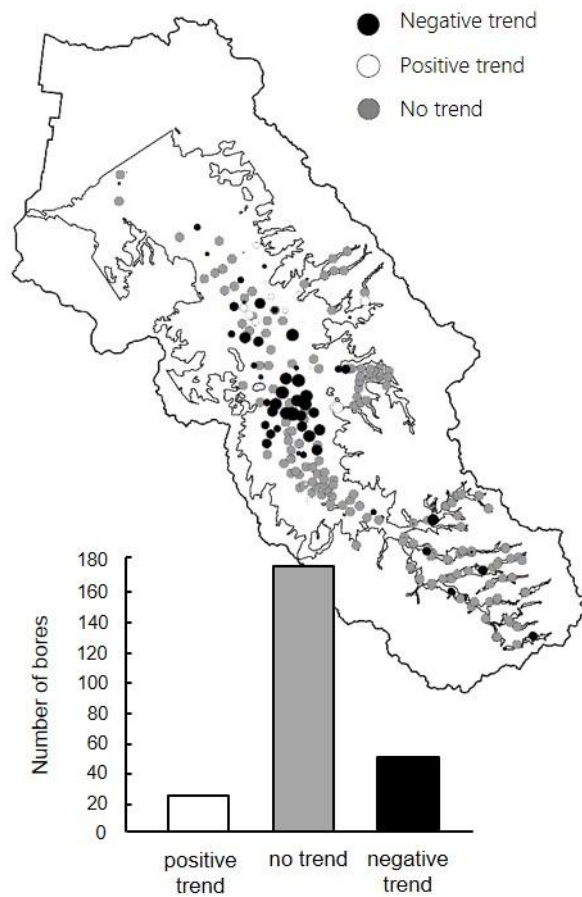 Negative trend
Positive trend
No trend
180
160
140
120
100
80
60
40
20
0
Number of bores
positive
trend
no trend
negative
trend